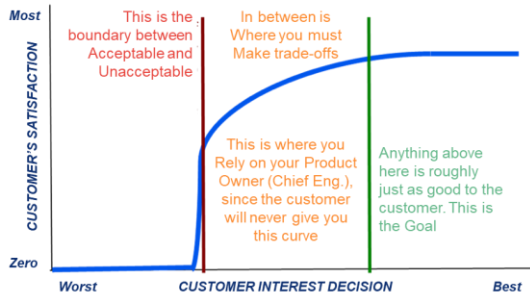 Most
This is the
boundary between
Acceptable and
Unacceptable
In between is
Where you must
Make trade-offs
CUSTOMER'S SATISFACTION
This is where you
Rely on your Product
Owner (Chief Eng.),
since the customer
will never give you
this curve
Anything above
here is roughly
just as good to the
customer. This is
the Goal
Zero
Worst
CUSTOMER INTEREST DECISION
Best